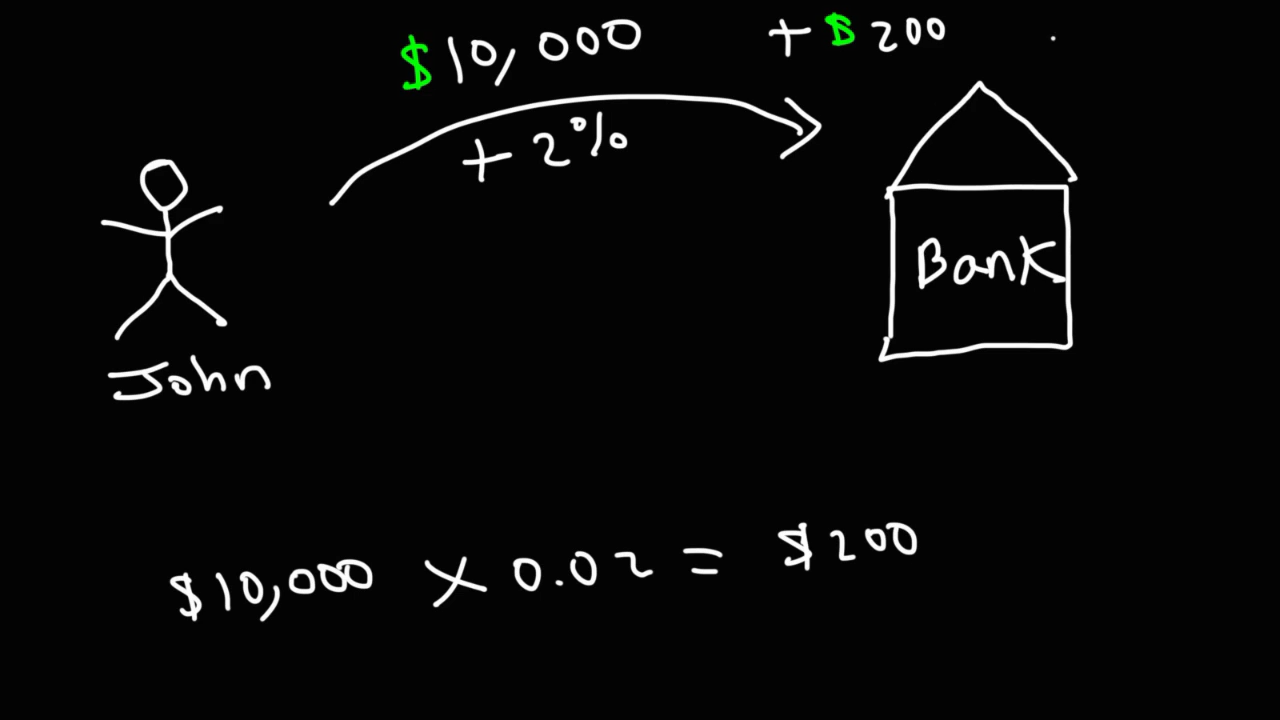 $10,000 + $200
+ 2%
Bank
John
$10,000 × 0.02 = $200